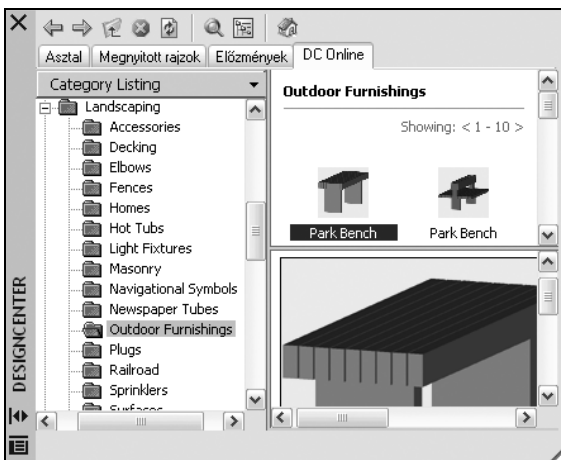 Asztal Megnyitott rajzok Előzmények DC Online
Category Listing
Landscaping
Accessories
Decking
Elbows
Fences
Homes
Hot Tubs
Light Fixtures
Masonry
Navigational Symbols
Newspaper Tubes
Outdoor Furnishings
Plugs
Railroad
Sprinklers
Surfaces
Outdoor Furnishings
Showing: < 1 - 10 >
Park Bench Park Bench
DESIGNCENTER